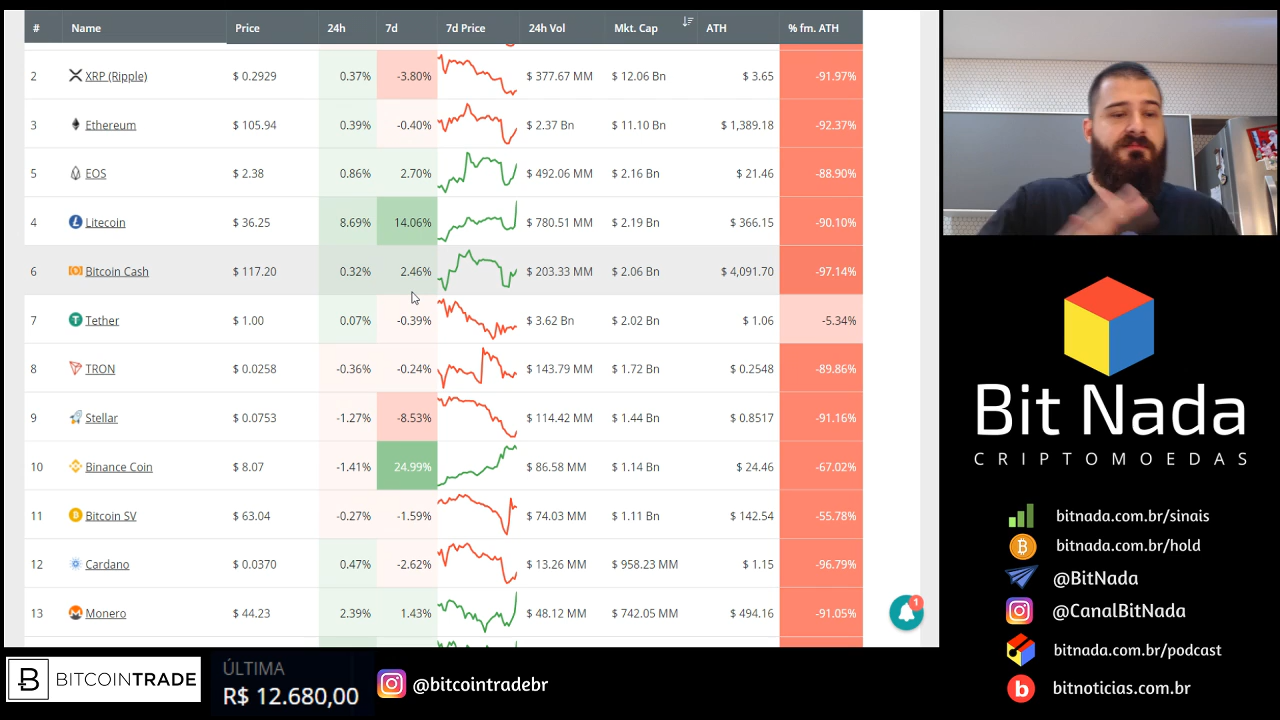 # Name Price 24h 7d 7d Price 24h Vol Mkt. Cap ATH % fm. ATH
2 XRP (Ripple) $ 0.2929 0.37% -3.80% $ 377.67 MM $ 12.06 Bn $ 3.65 -91.97%
3 Ethereum $ 105.94 0.39% -0.40% $ 2.37 Bn $ 11.10 Bn $ 1,389.18 -92.37%
5 EOS $ 2.38 0.86% 2.70% $ 492.06 MM $ 2.16 Bn $ 21.46 -88.90%
4 Litecoin $ 36.25 8.69% 14.06% $ 780.51 MM $ 2.19 Bn $ 366.15 -90.10%
6 Bitcoin Cash $ 117.20 0.32% 2.46% $ 203.33 MM $ 2.06 Bn $ 4,091.70 -97.14%
7 Tether $ 1.00 0.07% -0.39% $ 3.62 Bn $ 2.02 Bn $ 1.06 -5.34%
8 TRON $ 0.0258 -0.36% -0.24% $ 143.79 MM $ 1.72 Bn $ 0.2548 -89.86%
9 Stellar $ 0.0753 -1.27% -8.53% $ 114.42 MM $ 1.44 Bn $ 0.8517 -91.16%
10 Binance Coin $ 8.07 -1.41% 24.99% $ 86.58 MM $ 1.14 Bn $ 24.46 -67.02%
11 Bitcoin SV $ 63.04 -0.27% -1.59% $ 74.03 MM $ 1.11 Bn $ 142.54 -55.78%
12 Cardano $ 0.0370 0.47% -2.62% $ 13.26 MM $ 958.23 MM $ 1.15 -96.79%
13 Monero $ 44.23 2.39% 1.43% $ 48.12 MM $ 742.05 MM $ 494.16 -91.05%
1
Bit Nada
CRIPTOMOEDAS
bitnada.com.br/sinais
bitnada.com.br/hold
@BitNada
@CanalBitNada
bitnada.com.br/podcast
bitnoticias.com.br
BITCOINTRADE
ÚLTIMA
R$ 12.680,00
@bitcointradebr